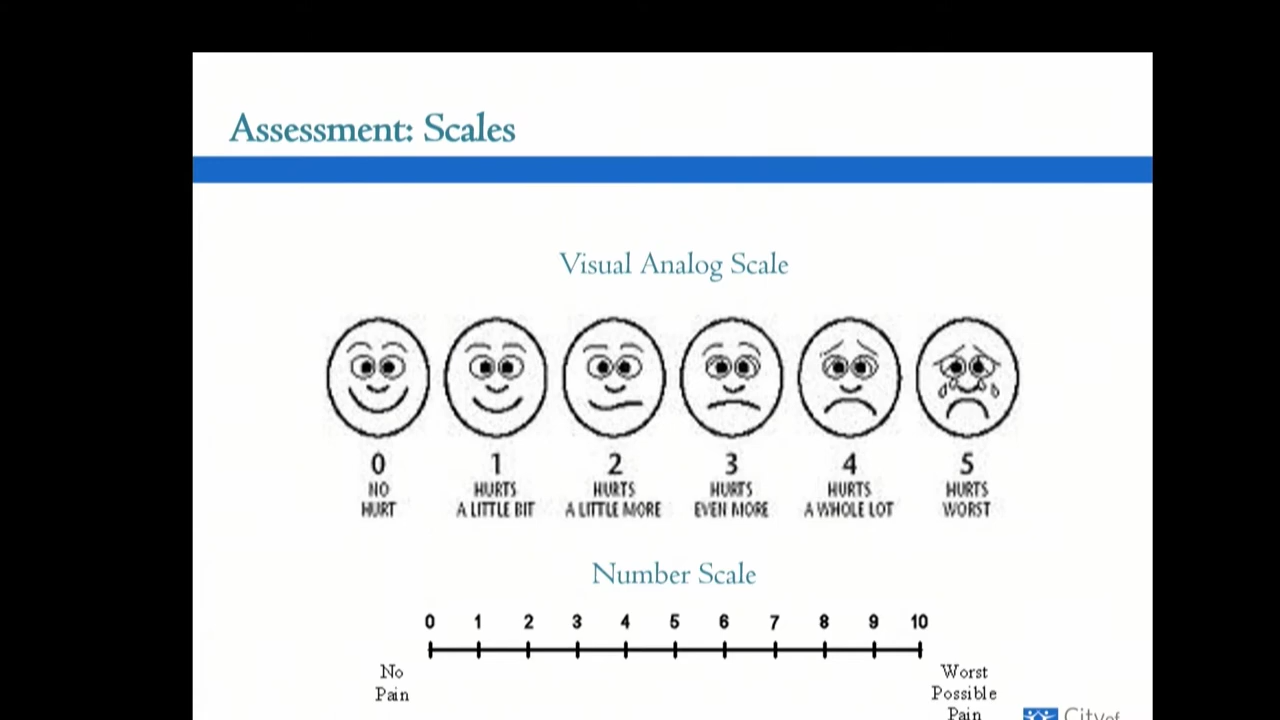 Assessment: Scales
Visual Analog Scale
0 1 2 3 4 5
NO HURTS HURTS HURTS HURTS HURTS
HURT A LITTLE BIT A LITTLE MORE EVEN MORE A WHOLE LOT WORST
Number Scale
0 1 2 3 4 5 6 7 8 9 10
No Worst
Pain Possible
Pain
City of